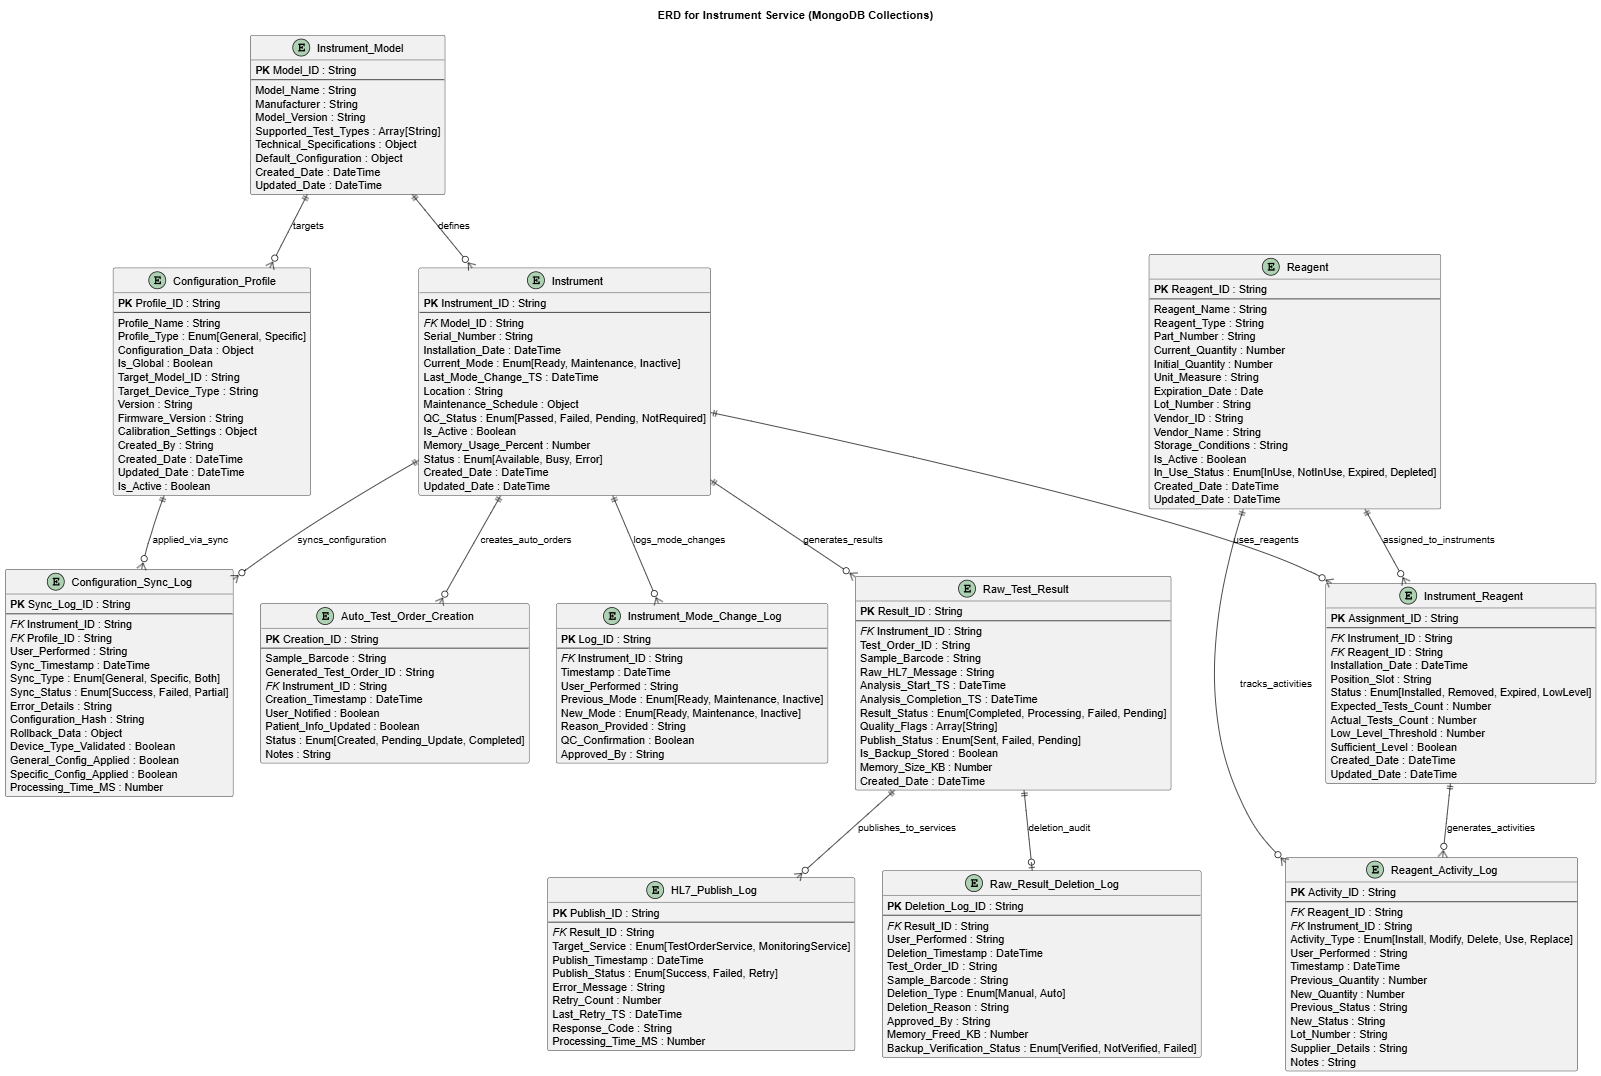 ERD for Instrument Service (MongoDB Collections)
E Instrument_Model
PK Model_ID : String
Model_Name : String
Manufacturer : String
Model_Version : String
Supported_Test_Types : Array[String]
Technical_Specifications : Object
Default_Configuration : Object
Created_Date : DateTime
Updated_Date : DateTime
targets
defines
E Configuration_Profile
PK Profile_ID : String
Profile_Name : String
Profile_Type : Enum[General, Specific]
Configuration_Data : Object
Is_Global : Boolean
Target_Model_ID : String
Target_Device_Type : String
Version : String
Firmware_Version : String
Calibration_Settings : Object
Created_By : String
Created_Date : DateTime
Updated_Date : DateTime
Is_Active : Boolean
E Instrument
PK Instrument_ID : String
FK Model_ID : String
Serial_Number : String
Installation_Date : DateTime
Current_Mode : Enum[Ready, Maintenance, Inactive]
Last_Mode_Change_TS : DateTime
Location : String
Maintenance_Schedule : Object
QC_Status : Enum[Passed, Failed, Pending, NotRequired]
Is_Active : Boolean
Memory_Usage_Percent : Number
Status : Enum[Available, Busy, Error]
Created_Date : DateTime
Updated_Date : DateTime
E Reagent
PK Reagent_ID : String
Reagent_Name : String
Reagent_Type : String
Part_Number : String
Current_Quantity : Number
Initial_Quantity : Number
Unit_Measure : String
Expiration_Date : Date
Lot_Number : String
Vendor_ID : String
Vendor_Name : String
Storage_Conditions : String
Is_Active : Boolean
In_Use_Status : Enum[InUse, NotInUse, Expired, Depleted]
Created_Date : DateTime
Updated_Date : DateTime
applied_via_sync
syncs_configuration
creates_auto_orders
logs_mode_changes
generates_results
uses_reagents
assigned_to_instruments
E Configuration_Sync_Log
PK Sync_Log_ID : String
FK Instrument_ID : String
FK Profile_ID : String
User_Performed : String
Sync_Timestamp : DateTime
Sync_Type : Enum[General, Specific, Both]
Sync_Status : Enum[Success, Failed, Partial]
Error_Details : String
Configuration_Hash : String
Rollback_Data : Object
Device_Type_Validated : Boolean
General_Config_Applied : Boolean
Specific_Config_Applied : Boolean
Processing_Time_MS : Number
E Auto_Test_Order_Creation
PK Creation_ID : String
Sample_Barcode : String
Generated_Test_Order_ID : String
FK Instrument_ID : String
Creation_Timestamp : DateTime
User_Notified : Boolean
Patient_Info_Updated : Boolean
Status : Enum[Created, Pending_Update, Completed]
Notes : String
E Instrument_Mode_Change_Log
PK Log_ID : String
FK Instrument_ID : String
Timestamp : DateTime
User_Performed : String
Previous_Mode : Enum[Ready, Maintenance, Inactive]
New_Mode : Enum[Ready, Maintenance, Inactive]
Reason_Provided : String
QC_Confirmation : Boolean
Approved_By : String
E Raw_Test_Result
PK Result_ID : String
FK Instrument_ID : String
Test_Order_ID : String
Sample_Barcode : String
Raw_HL7_Message : String
Analysis_Start_TS : DateTime
Analysis_Completion_TS : DateTime
Result_Status : Enum[Completed, Processing, Failed, Pending]
Quality_Flags : Array[String]
Publish_Status : Enum[Sent, Failed, Pending]
Is_Backup_Stored : Boolean
Memory_Size_KB : Number
Created_Date : DateTime
tracks_activities
E Instrument_Reagent
PK Assignment_ID : String
FK Instrument_ID : String
FK Reagent_ID : String
Installation_Date : DateTime
Position_Slot : String
Status : Enum[Installed, Removed, Expired, LowLevel]
Expected_Tests_Count : Number
Actual_Tests_Count : Number
Low_Level_Threshold : Number
Sufficient_Level : Boolean
Created_Date : DateTime
Updated_Date : DateTime
publishes_to_services
deletion_audit
generates_activities
E HL7_Publish_Log
PK Publish_ID : String
FK Result_ID : String
Target_Service : Enum[TestOrderService, MonitoringService]
Publish_Timestamp : DateTime
Publish_Status : Enum[Success, Failed, Retry]
Error_Message : String
Retry_Count : Number
Last_Retry_TS : DateTime
Response_Code : String
Processing_Time_MS : Number
E Raw_Result_Deletion_Log
PK Deletion_Log_ID : String
FK Result_ID : String
User_Performed : String
Deletion_Timestamp : DateTime
Test_Order_ID : String
Sample_Barcode : String
Deletion_Type : Enum[Manual, Auto]
Deletion_Reason : String
Approved_By : String
Memory_Freed_KB : Number
Backup_Verification_Status : Enum[Verified, NotVerified, Failed]
E Reagent_Activity_Log
PK Activity_ID : String
FK Reagent_ID : String
FK Instrument_ID : String
Activity_Type : Enum[Install, Modify, Delete, Use, Replace]
User_Performed : String
Timestamp : DateTime
Previous_Quantity : Number
New_Quantity : Number
Previous_Status : String
New_Status : String
Lot_Number : String
Supplier_Details : String
Notes : String